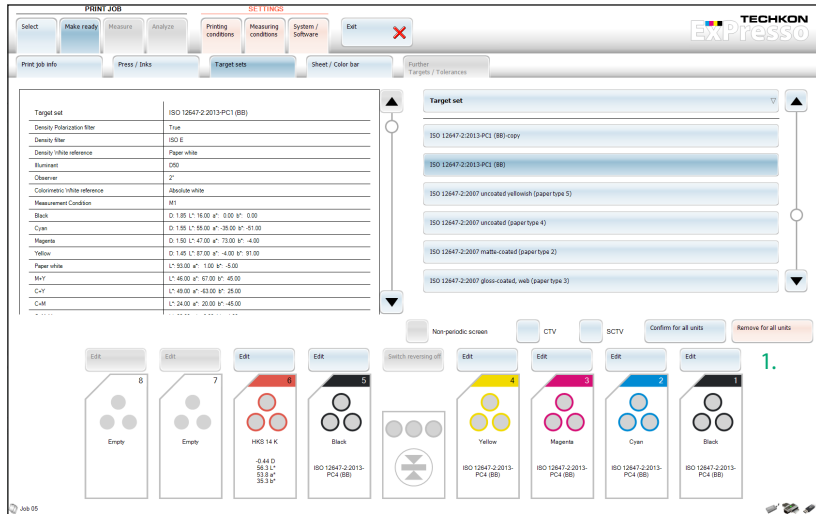 PRINT JOB
SETTINGS
Select
Make ready
Measure
Analyze
Printing
conditions
Measuring
conditions
System /
Software
Exit
TECHKON
ExPresso
Print job info
Press / Inks
Target sets
Sheet / Color bar
Further
Targets / Tolerances
Target set ISO 12647-2:2013-PC1 (BB)
Density Polarization filter True
Density filter ISO E
Density White reference Paper white
Illuminant D50
Observer 2°
Colorimetric White reference Absolute white
Measurement Condition M1
Black D: 1.85 L*: 16.00 a*: 0.00 b*: 0.00
Cyan D: 1.55 L*: 55.00 a*: -35.00 b*: -51.00
Magenta D: 1.50 L*: 47.00 a*: 73.00 b*: -4.00
Yellow D: 1.45 L*: 87.00 a*: -4.00 b*: 91.00
Paper white L*: 93.00 a*: 1.00 b*: -5.00
M+Y L*: 46.00 a*: 67.00 b*: 45.00
C+Y L*: 49.00 a*: -63.00 b*: 25.00
C+M L*: 24.00 a*: 20.00 b*: -45.00
Target set
ISO 12647-2:2013-PC1 (BB)-copy
ISO 12647-2:2013-PC1 (BB)
ISO 12647-2:2007 uncoated yellowish (paper type 5)
ISO 12647-2:2007 uncoated (paper type 4)
ISO 12647-2:2007 matte-coated (paper type 2)
ISO 12647-2:2007 gloss-coated, web (paper type 3)
Non-periodic screen
CTV
SCTV
Confirm for all units
Remove for all units
1.
Edit
Edit
Edit
Edit
Switch reversing off
Edit
Edit
Edit
Edit
8
7
6
5
4
3
2
1
Empty
Empty
HKS 14 K
Black
Yellow
Magenta
Cyan
Black
-0.44 D
56.3 L*
53.8 a*
35.3 b*
ISO 12647-2:2013-
PC4 (BB)
ISO 12647-2:2013-
PC4 (BB)
ISO 12647-2:2013-
PC4 (BB)
ISO 12647-2:2013-
PC4 (BB)
ISO 12647-2:2013-
PC4 (BB)
Job 05